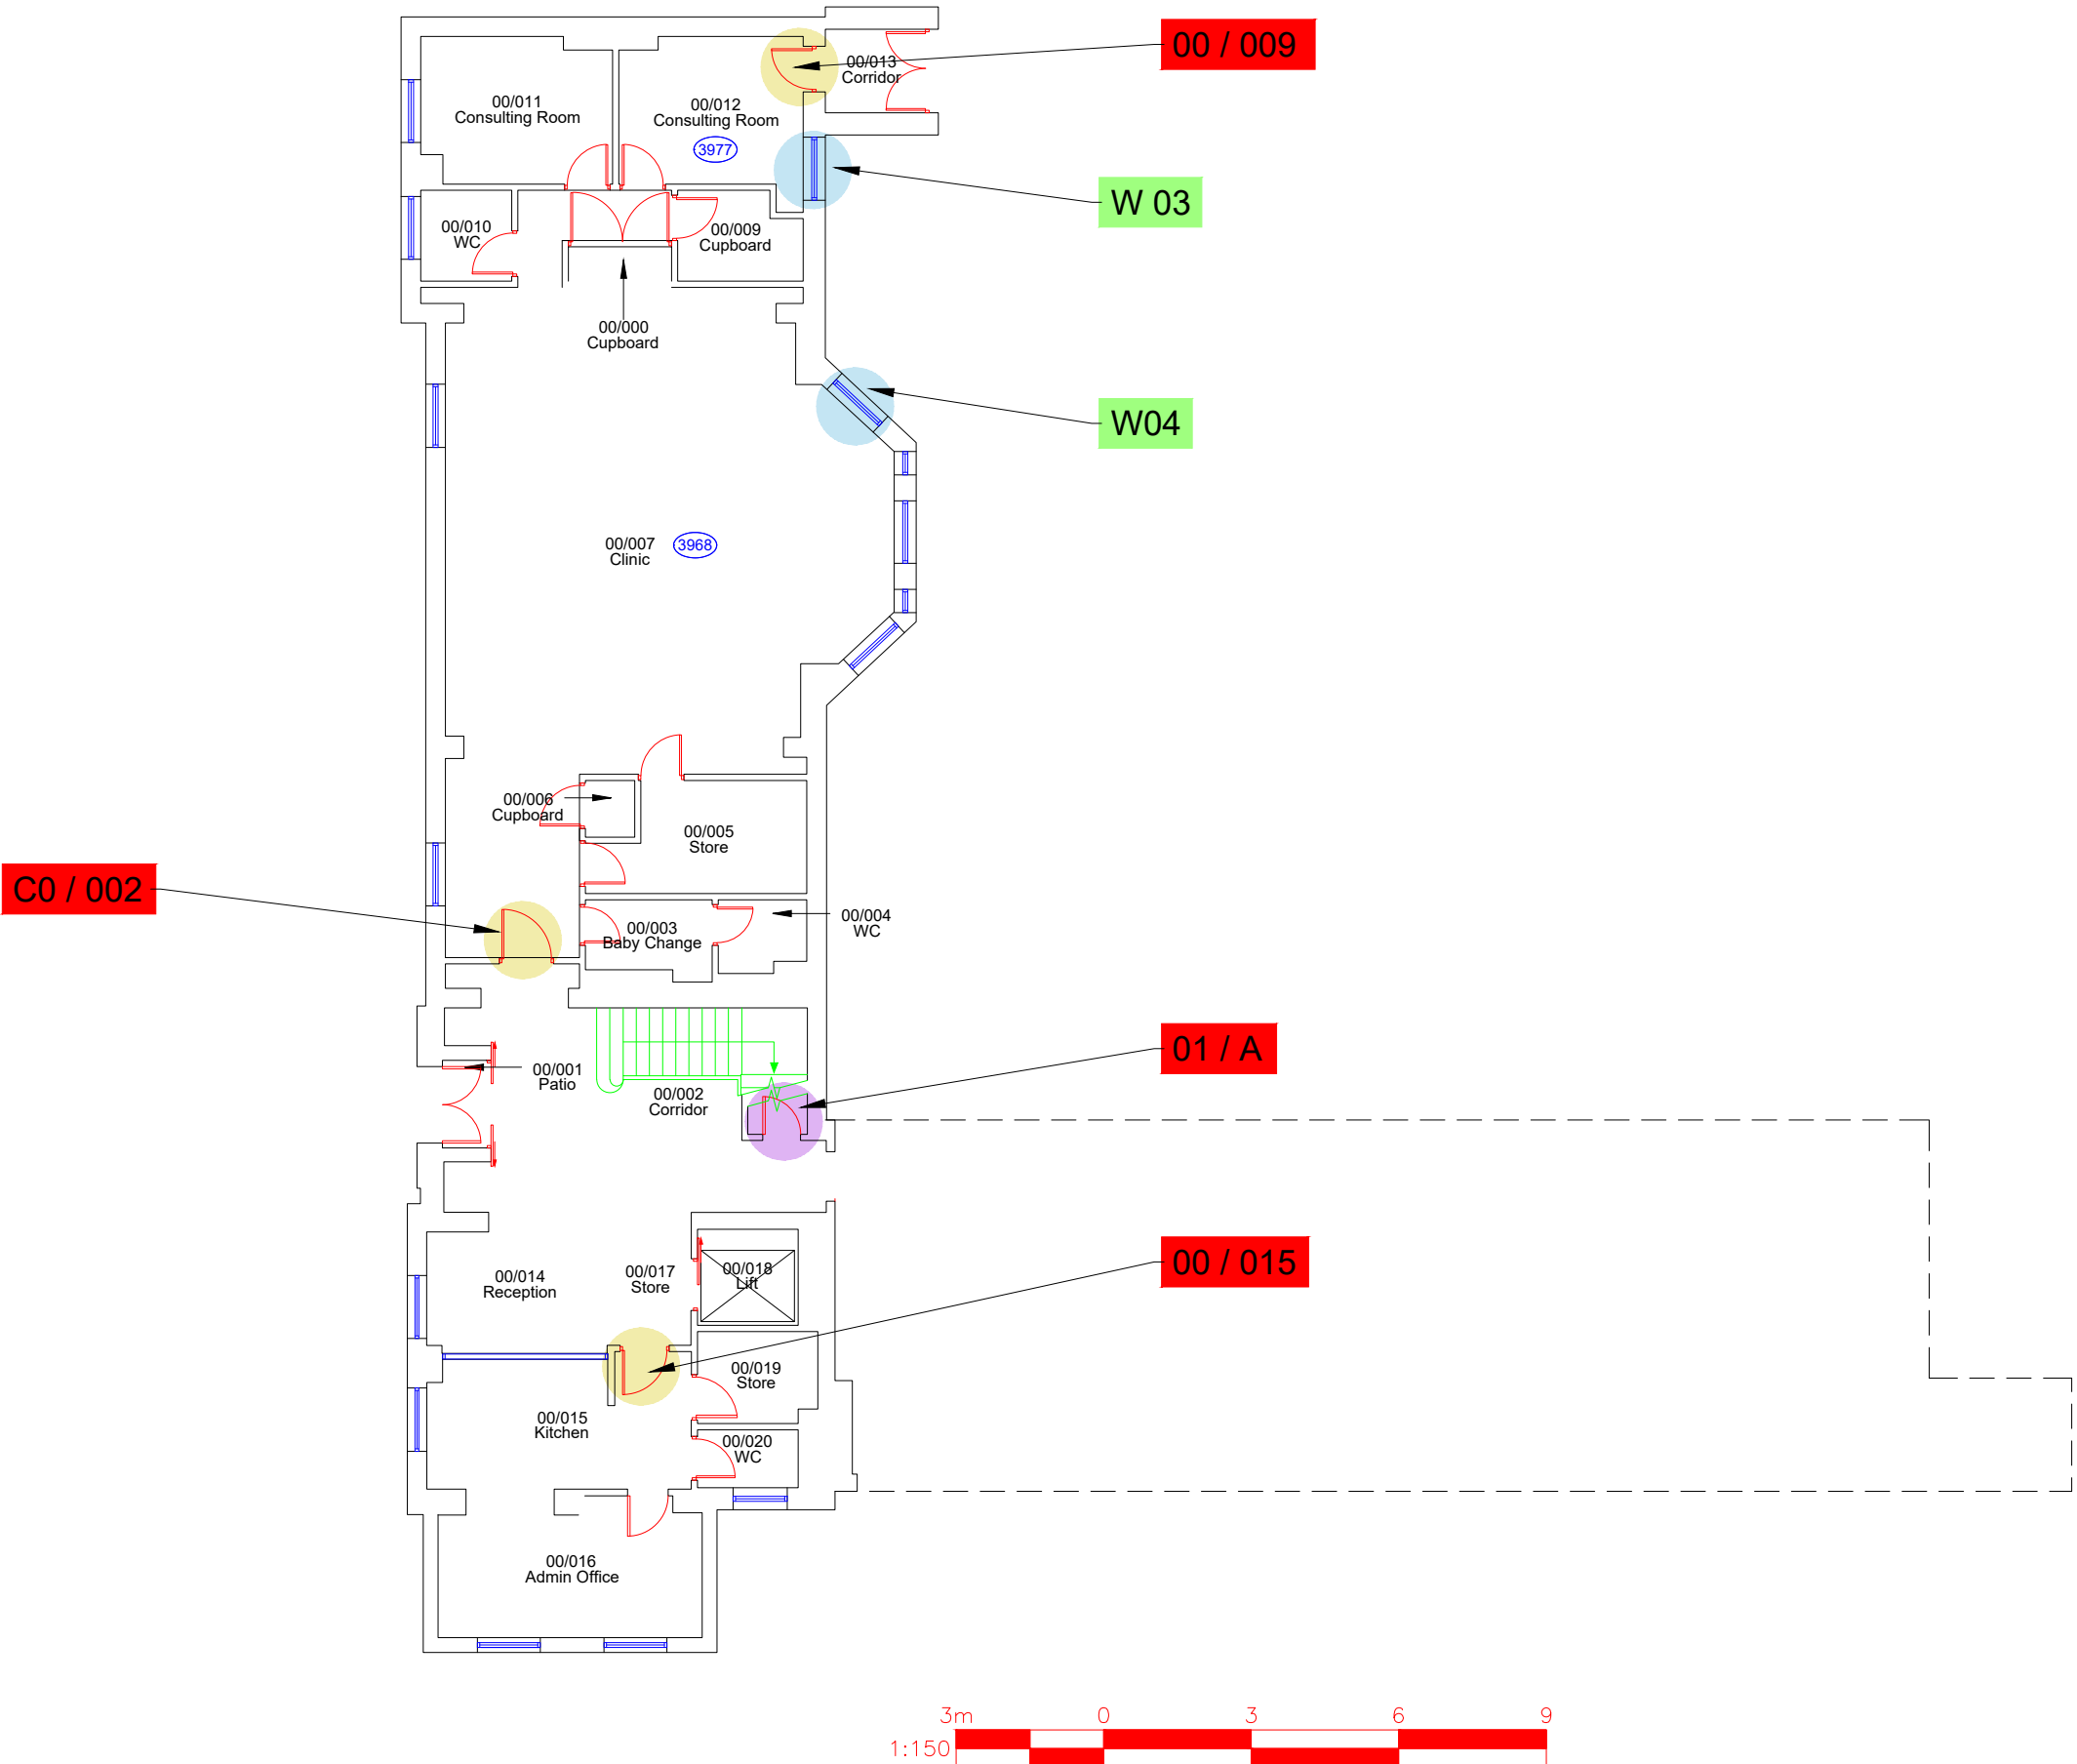 00 / 009
00/013
Corridor
00/011
Consulting Room
00/012
Consulting Room
3977
W 03
00/010
WC
00/009
Cupboard
00/000
Cupboard
W04
00/007
Clinic
3968
00/006
Cupboard
00/005
Store
C0 / 002
00/003
Baby Change
00/004
WC
01 / A
00/001
Patio
00/002
Corridor
00 / 015
00/014
Reception
00/017
Store
00/018
Lift
00/019
Store
00/015
Kitchen
00/020
WC
00/016
Admin Office
3m 0 3 6 9
1:150